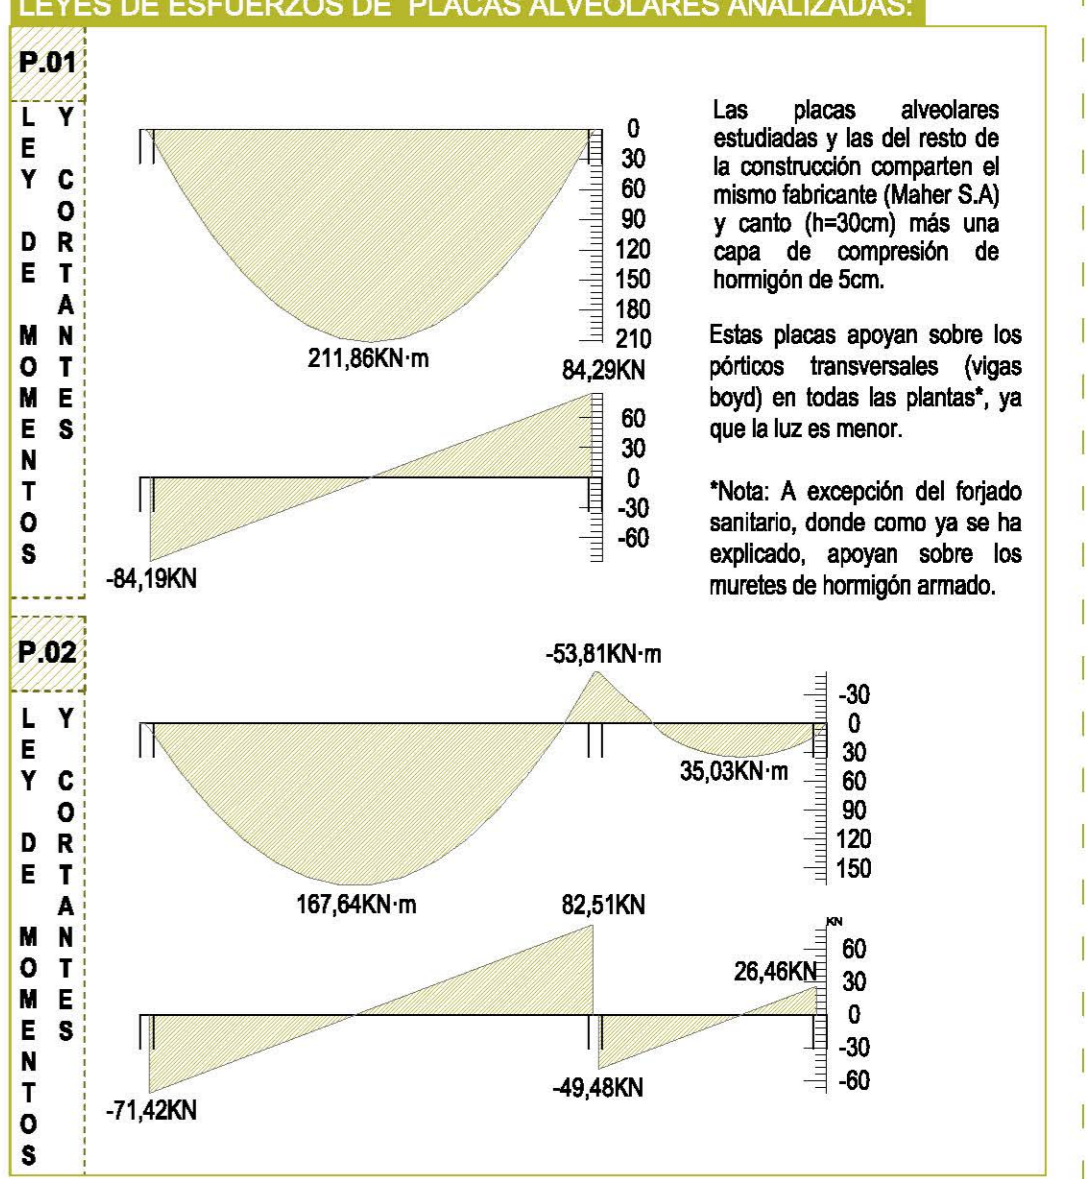 LEYES DE ESFUERZOS DE PLACAS ALVEOLARES ANALIZADAS:
P.01
LEY DE MOMENTOS
Y CORTANTES
0
30
60
90
120
150
180
210
211,86KN·m
84,29KN
60
30
0
-30
-60
-84,19KN
Las placas alveolares
estudiadas y las del resto de
la construcción comparten el
mismo fabricante (Maher S.A)
y canto (h=30cm) más una
capa de compresión de
hormigón de 5cm.
Estas placas apoyan sobre los
pórticos transversales (vigas
boyd) en todas las plantas*, ya
que la luz es menor.
*Nota: A excepción del forjado
sanitario, donde como ya se ha
explicado, apoyan sobre los
muretes de hormigón armado.
P.02
LEY DE MOMENTOS
Y CORTANTES
-53,81KN·m
-30
0
30
60
90
120
150
35,03KN·m
167,64KN·m
82,51KN
KN
60
30
0
-30
-60
26,46KN
-49,48KN
-71,42KN